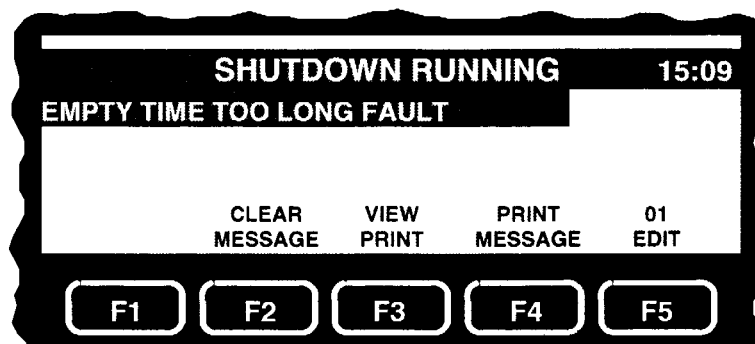 SHUTDOWN RUNNING 15:09
EMPTY TIME TOO LONG FAULT
CLEAR VIEW PRINT 01
MESSAGE PRINT MESSAGE EDIT
F1 F2 F3 F4 F5